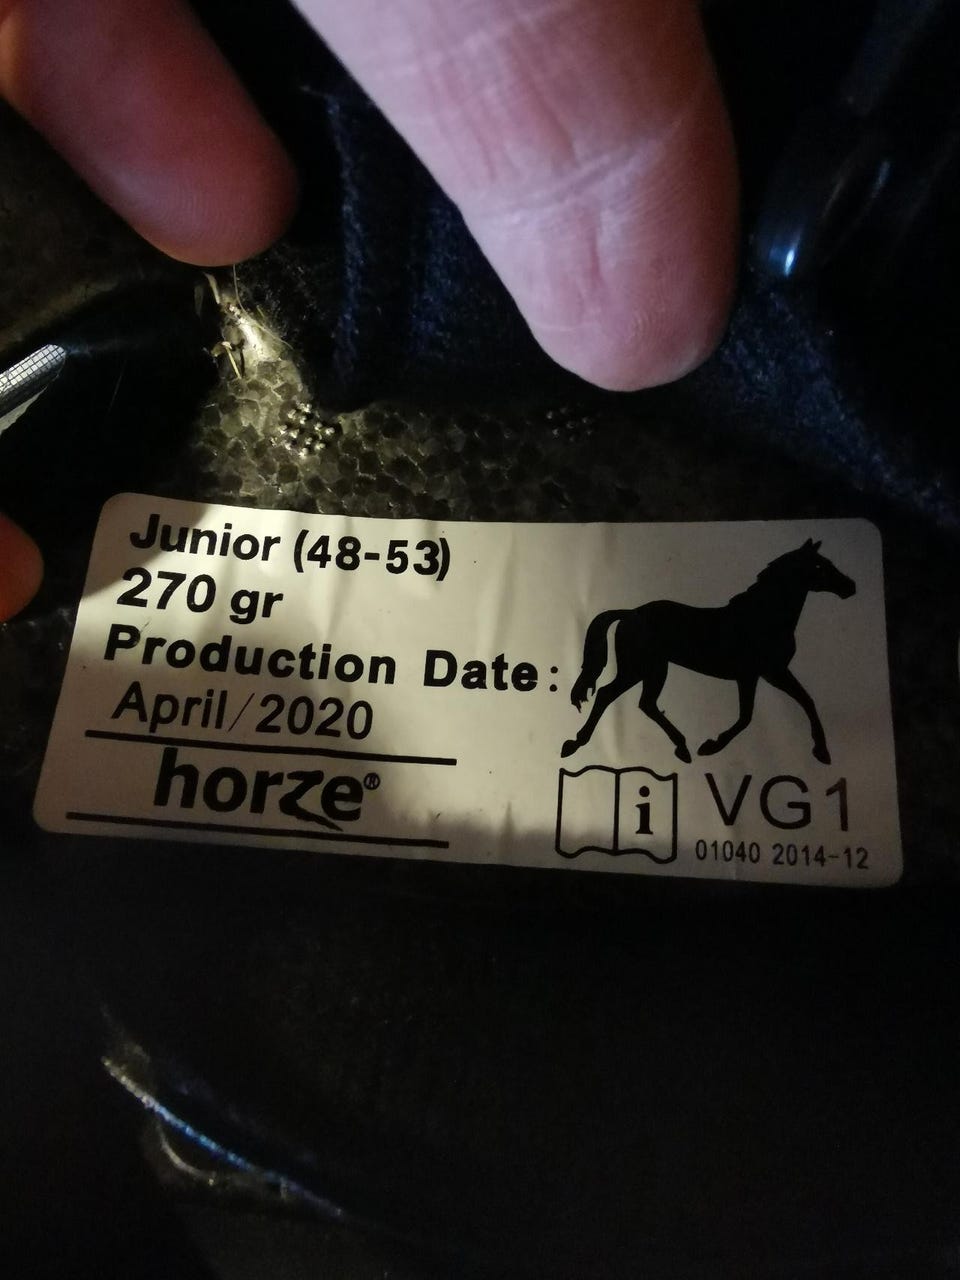 Junior (48-53)
270 gr
Production Date:
April/2020
horze®
i
VG1
01040 2014-12